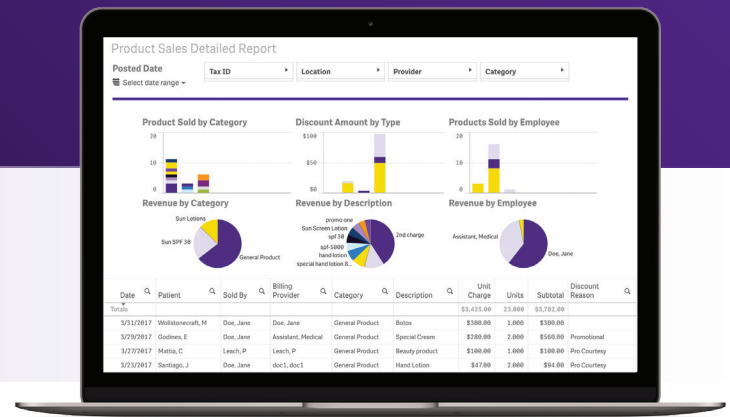 Product Sales Detailed Report
Posted Date
Select date range
Tax ID
Location
Provider
Category
Product Sold by Category
20
10
0
Discount Amount by Type
$100
$50
$0
Products Sold by Employee
20
10
0
Revenue by Category
Sun Lotions
Sun SPF 30
General Product
Revenue by Description
promo one
Sun Screen Lotion
spf 30
spf-5000
hand lotion
special hand lotion 8...
2nd charge
Revenue by Employee
Assistant, Medical
Doe, Jane
Date Patient Sold By Billing Provider Category Description Unit Charge Units Subtotal Discount Reason
Totals $3,425.00 23.000 $3,782.00
3/31/2017 Wollstonecraft, M Doe, Jane Doe, Jane General Product Botox $300.00 1.000 $300.00
3/29/2017 Godines, E Doe, Jane Assistant, Medical General Product Special Cream $280.00 2.000 $560.00 Promotional
3/27/2017 Mattia, C Leach, P Leach, P General Product Beauty product $100.00 1.000 $100.00 Pro Courtesy
3/23/2017 Santiago, J Doe, Jane doc1, doc1 General Product Hand Lotion $47.00 2.000 $94.00 Pro Courtesy